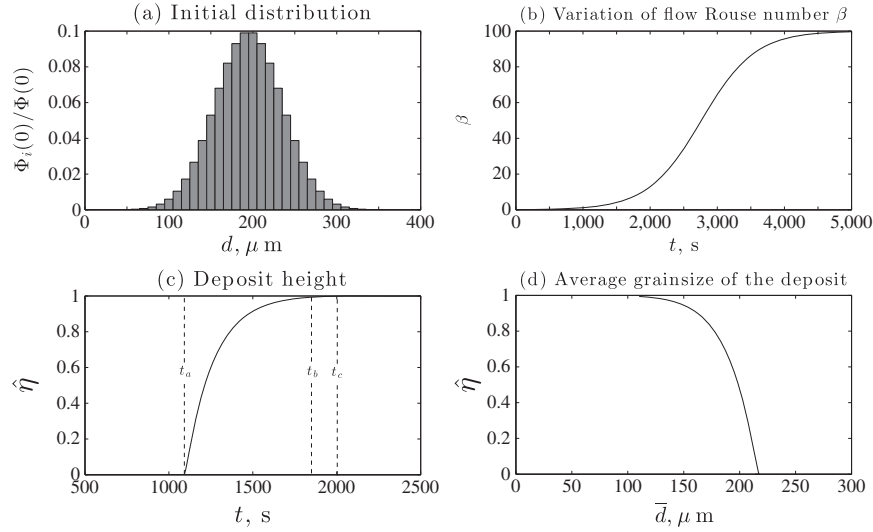 (a) Initial distribution
Φᵢ(0)/Φ(0)
0.1
0.08
0.06
0.04
0.02
0
0 100 200 300 400
d, μ m
(b) Variation of flow Rouse number β
β
100
80
60
40
20
0
0 1,000 2,000 3,000 4,000 5,000
t, s
(c) Deposit height
η̂
1
0.8
0.6
0.4
0.2
0
tₐ t_b t_c
500 1000 1500 2000 2500
t, s
(d) Average grainsize of the deposit
η̂
1
0.8
0.6
0.4
0.2
0
0 50 100 150 200 250 300
d̅, μ m